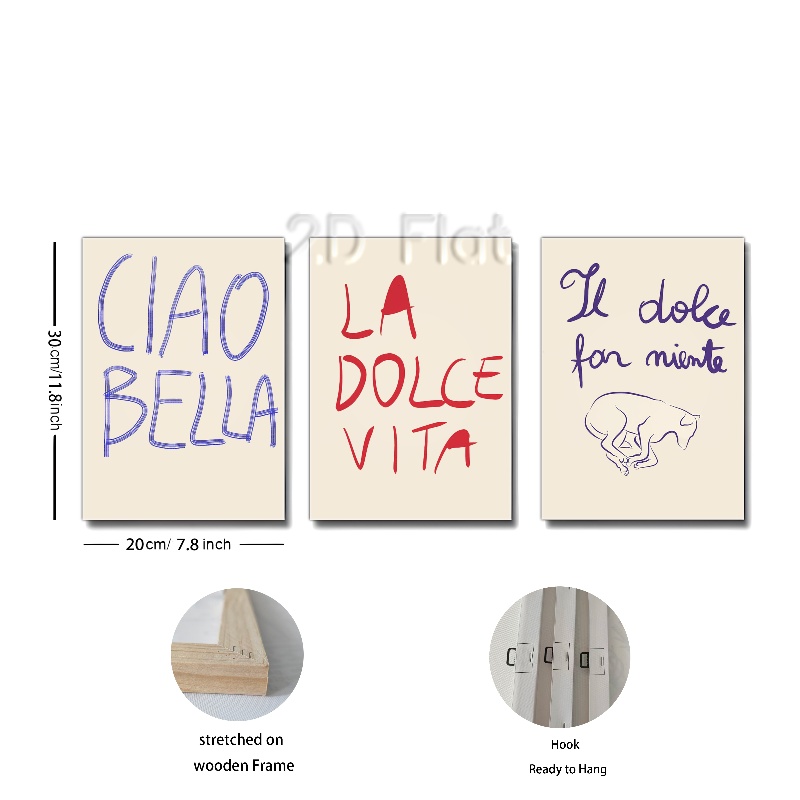 2.D Flat
CIAO
BELLA
LA
DOLCE
VITA
Il dolce
far niente
30cm/11.8inch
20cm/ 7.8 inch
stretched on
wooden Frame
Hook
Ready to Hang